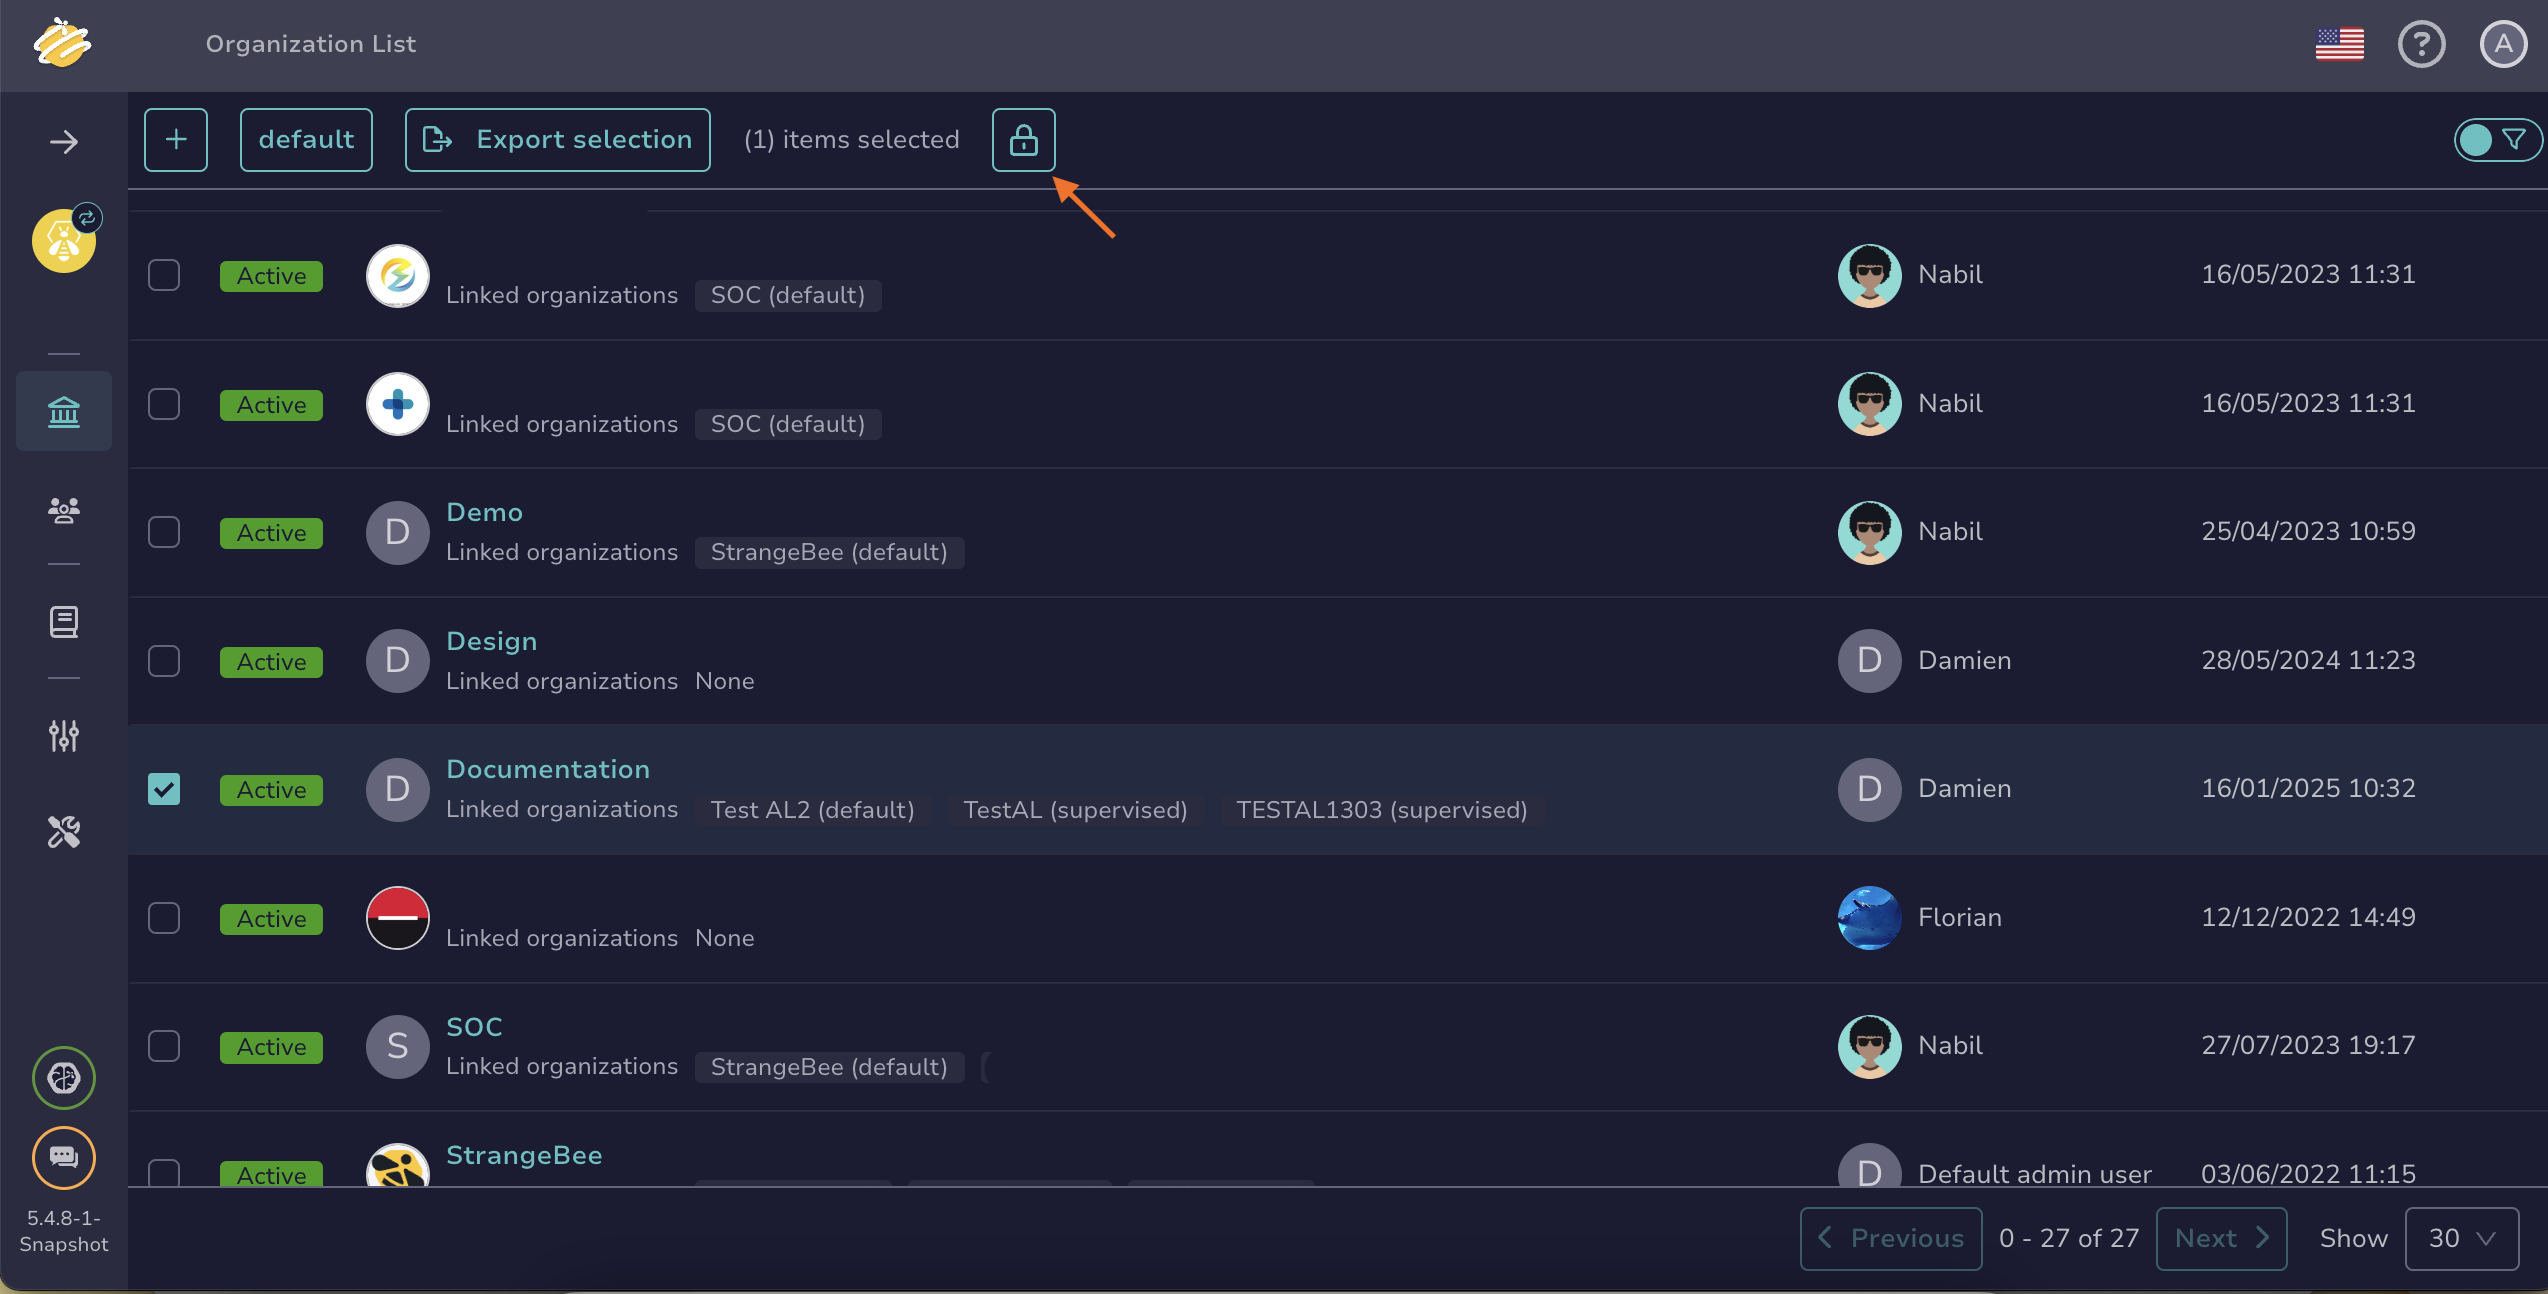 Organization List
A
default
Export selection
(1) items selected
Active
Linked organizations SOC (default)
Nabil
16/05/2023 11:31
Active
Linked organizations SOC (default)
Nabil
16/05/2023 11:31
Active
D
Demo
Linked organizations StrangeBee (default)
Nabil
25/04/2023 10:59
Active
D
Design
Linked organizations None
D
Damien
28/05/2024 11:23
Active
D
Documentation
Linked organizations Test AL2 (default) TestAL (supervised) TESTAL1303 (supervised)
D
Damien
16/01/2025 10:32
Active
Linked organizations None
Florian
12/12/2022 14:49
Active
S
SOC
Linked organizations StrangeBee (default)
Nabil
27/07/2023 19:17
Active
StrangeBee
D
Default admin user
03/06/2022 11:15
5.4.8-1-
Snapshot
Previous
0 - 27 of 27
Next
Show
30